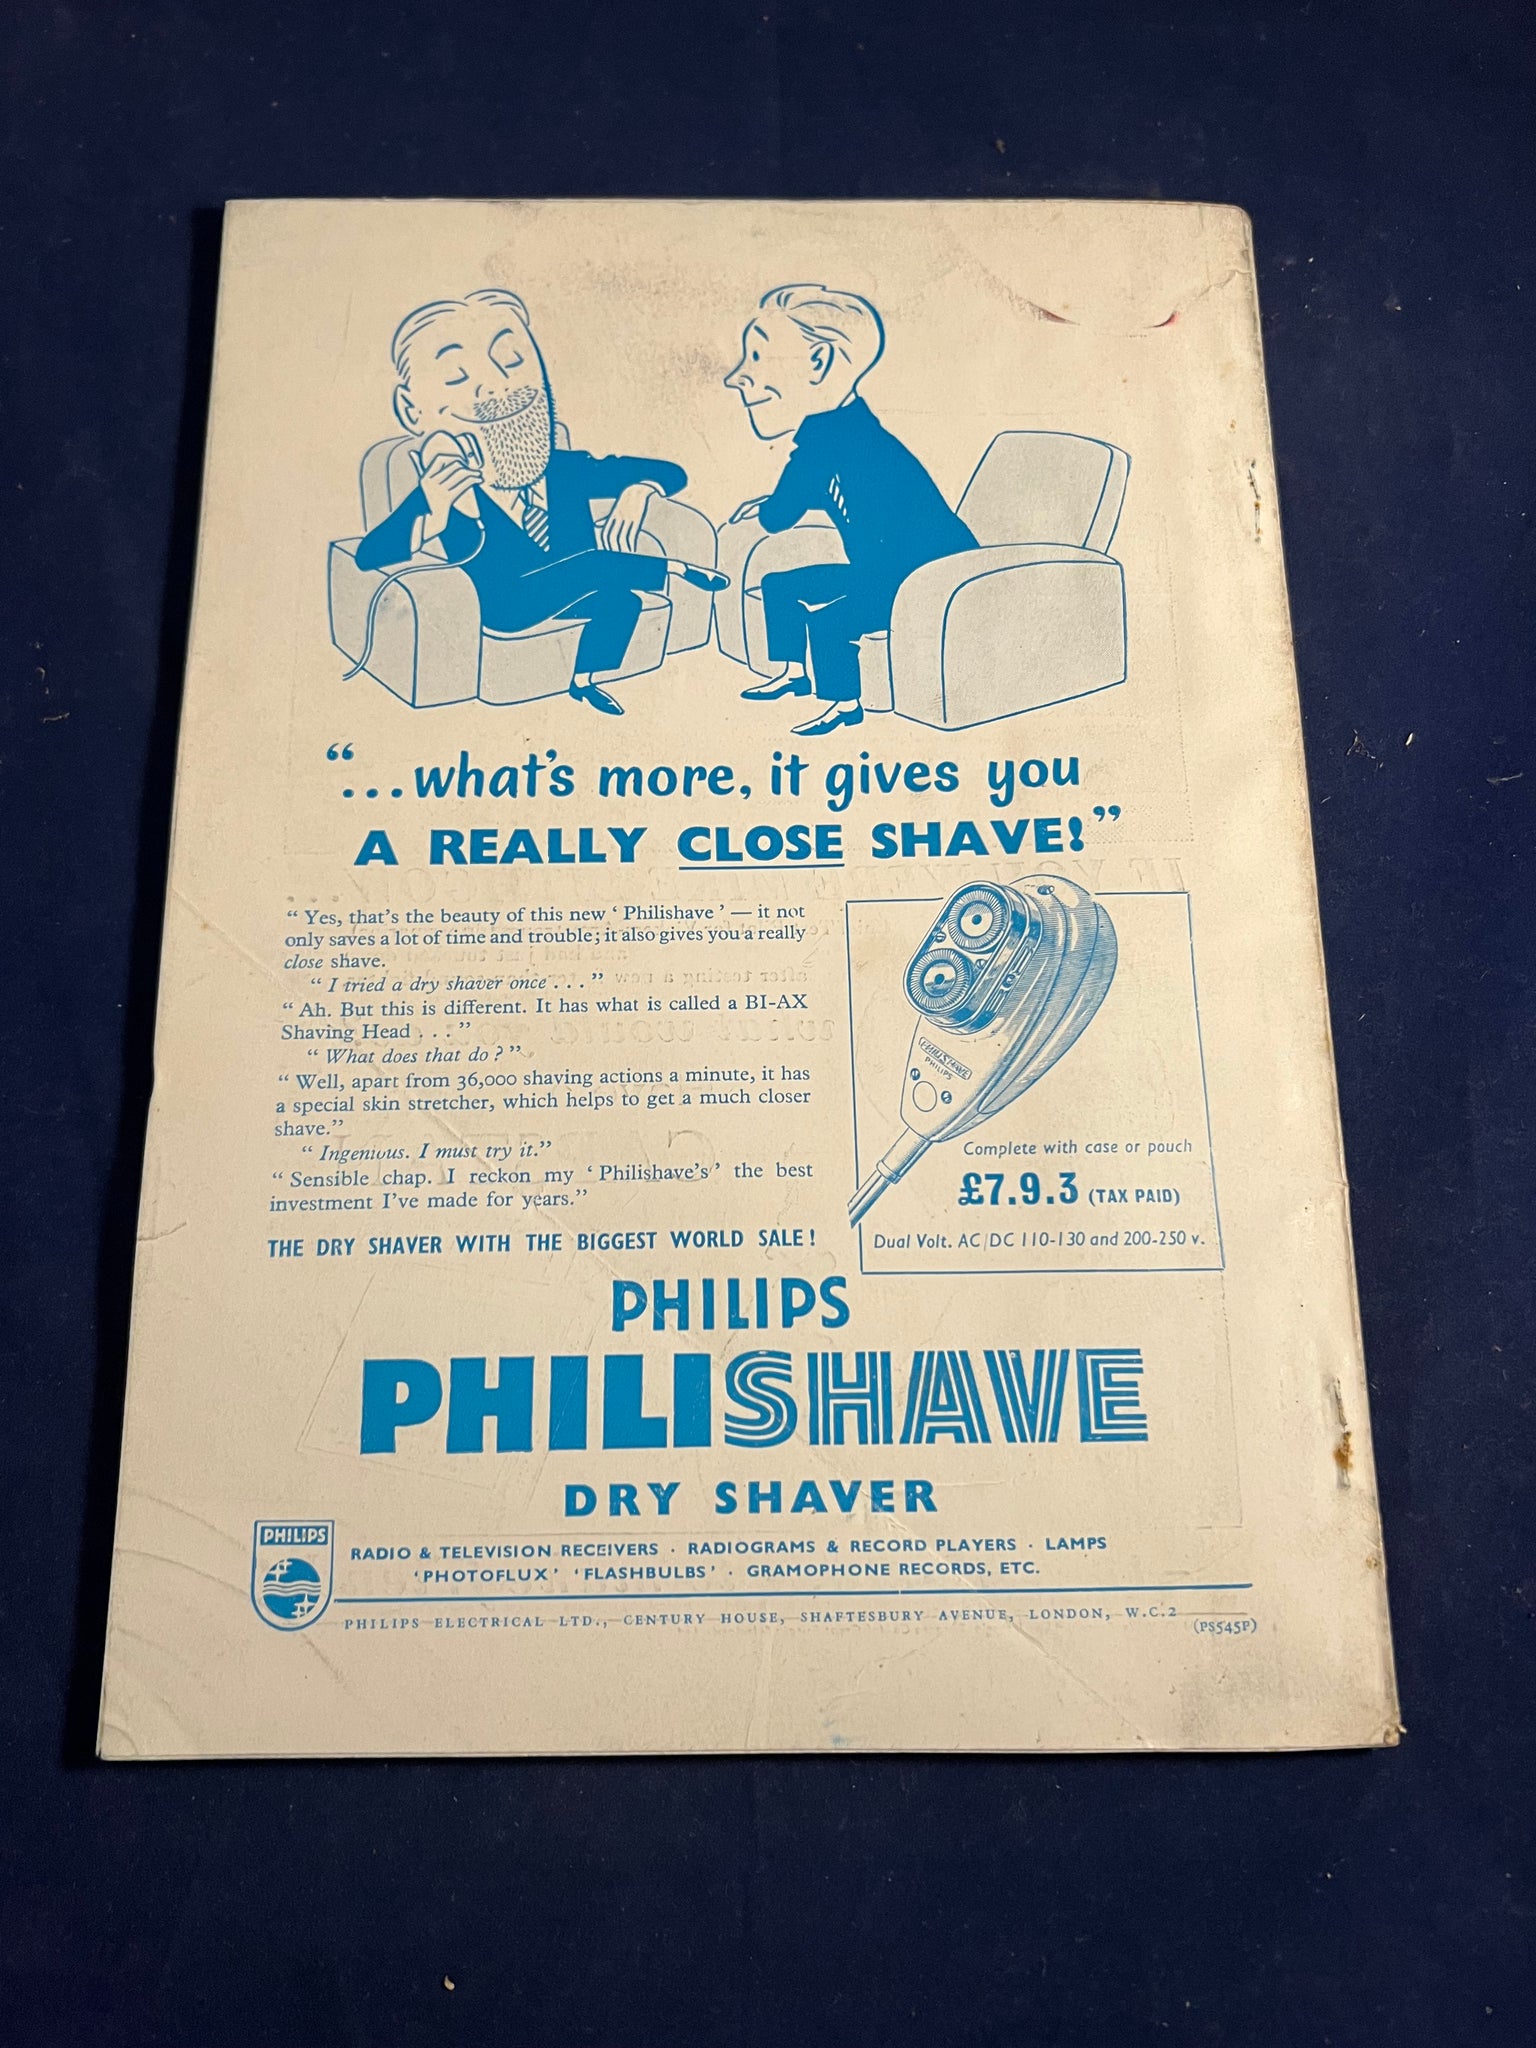 “...what's more, it gives you
A REALLY CLOSE SHAVE!”
“ Yes, that's the beauty of this new ‘ Philishave ’ — it not
only saves a lot of time and trouble; it also gives you a really
close shave.
“ I tried a dry shaver once . . . ”
“ Ah. But this is different. It has what is called a BI-AX
Shaving Head . . . ”
“ What does that do ? ”
“ Well, apart from 36,000 shaving actions a minute, it has
a special skin stretcher, which helps to get a much closer
shave.”
“ Ingenious. I must try it.”
“ Sensible chap. I reckon my ‘ Philishave's ’ the best
investment I've made for years.”
THE DRY SHAVER WITH THE BIGGEST WORLD SALE!
PHILISHAVE
PHILIPS
Complete with case or pouch
£7.9.3 (TAX PAID)
Dual Volt. AC/DC 110-130 and 200-250 v.
PHILIPS
PHILISHAVE
DRY SHAVER
PHILIPS
RADIO & TELEVISION RECEIVERS · RADIOGRAMS & RECORD PLAYERS · LAMPS
‘PHOTOFLUX’ ‘FLASHBULBS’ · GRAMOPHONE RECORDS, ETC.
PHILIPS ELECTRICAL LTD., CENTURY HOUSE, SHAFTESBURY AVENUE, LONDON, W.C.2
(PS545P)